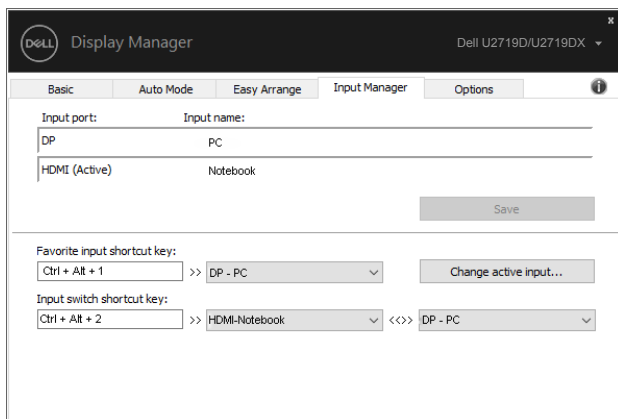 x
DELL Display Manager Dell U2719D/U2719DX
Basic Auto Mode Easy Arrange Input Manager Options i
Input port: Input name:
DP PC
HDMI (Active) Notebook
Save
Favorite input shortcut key:
Ctrl + Alt + 1 >> DP - PC Change active input...
Input switch shortcut key:
Ctrl + Alt + 2 >> HDMI-Notebook <<>> DP - PC